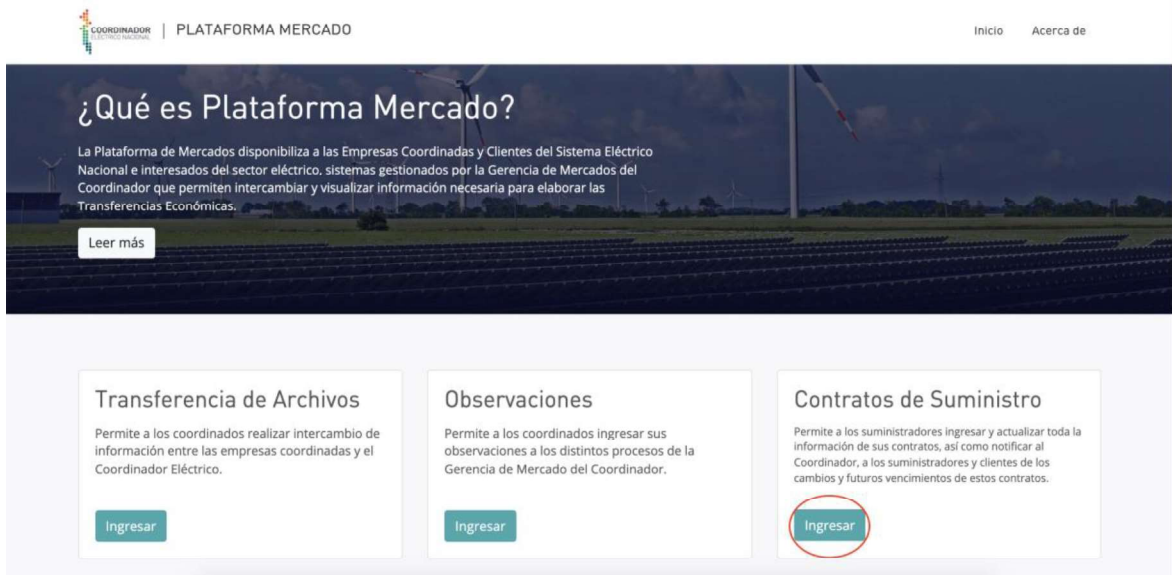 COORDINADOR
ELÉCTRICO NACIONAL
| PLATAFORMA MERCADO
Inicio
Acerca de
¿Qué es Plataforma Mercado?
La Plataforma de Mercados disponibiliza a las Empresas Coordinadas y Clientes del Sistema Eléctrico
Nacional e interesados del sector eléctrico, sistemas gestionados por la Gerencia de Mercados del
Coordinador que permiten intercambiar y visualizar información necesaria para elaborar las
Transferencias Económicas.
Leer más
Transferencia de Archivos
Permite a los coordinados realizar intercambio de
información entre las empresas coordinadas y el
Coordinador Eléctrico.
Ingresar
Observaciones
Permite a los coordinados ingresar sus
observaciones a los distintos procesos de la
Gerencia de Mercado del Coordinador.
Ingresar
Contratos de Suministro
Permite a los suministradores ingresar y actualizar toda la
información de sus contratos, así como notificar al
Coordinador, a los suministradores y clientes de los
cambios y futuros vencimientos de estos contratos.
Ingresar